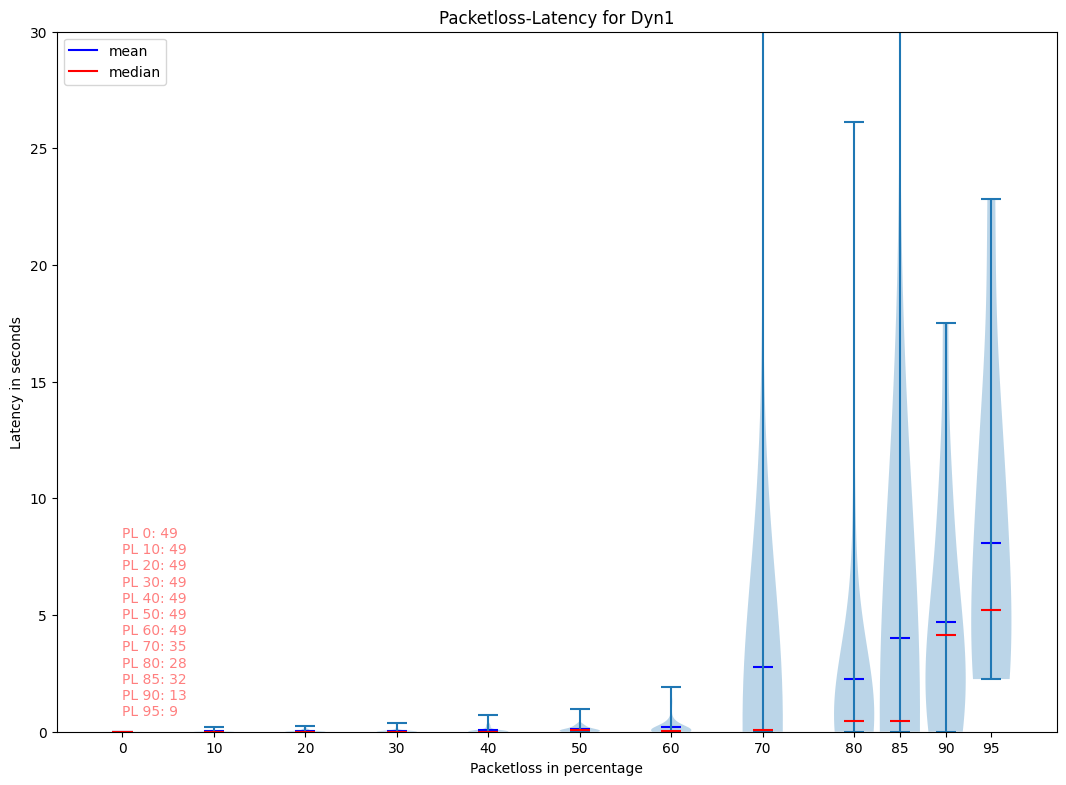 Packetloss-Latency for Dyn1
30
25
20
15
10
5
0
Latency in seconds
mean
median
PL 0: 49
PL 10: 49
PL 20: 49
PL 30: 49
PL 40: 49
PL 50: 49
PL 60: 49
PL 70: 35
PL 80: 28
PL 85: 32
PL 90: 13
PL 95: 9
0 10 20 30 40 50 60 70 80 85 90 95
Packetloss in percentage